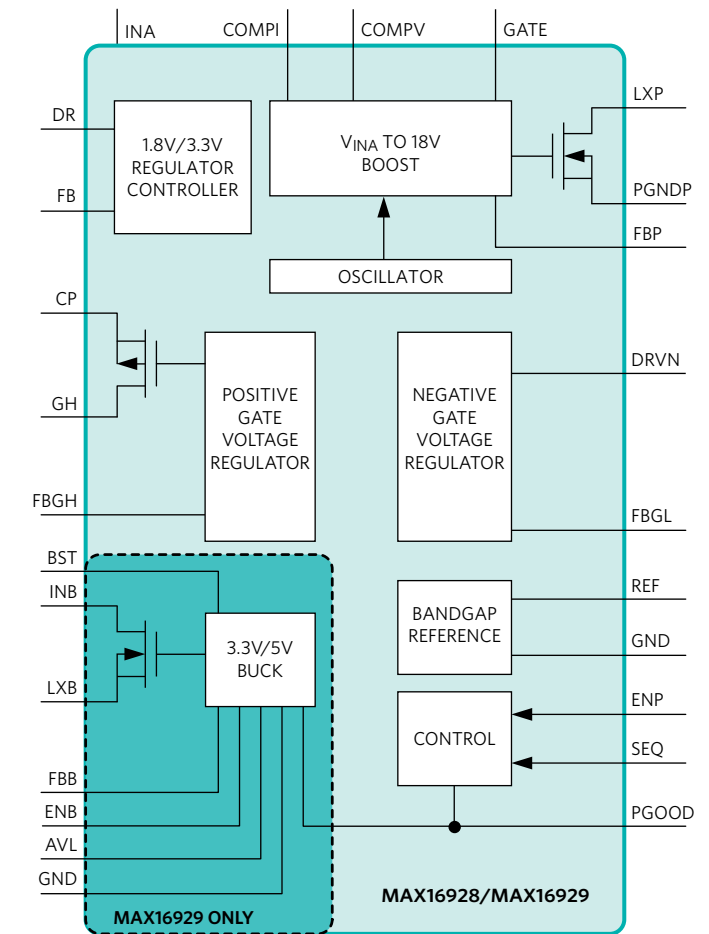 INA
COMPI
COMPV
GATE
DR
FB
1.8V/3.3V
REGULATOR
CONTROLLER
VINA TO 18V
BOOST
LXP
PGNDP
FBP
OSCILLATOR
CP
GH
FBGH
POSITIVE
GATE
VOLTAGE
REGULATOR
NEGATIVE
GATE
VOLTAGE
REGULATOR
DRVN
FBGL
BST
INB
LXB
3.3V/5V
BUCK
BANDGAP
REFERENCE
REF
GND
CONTROL
ENP
SEQ
PGOOD
FBB
ENB
AVL
GND
MAX16929 ONLY
MAX16928/MAX16929